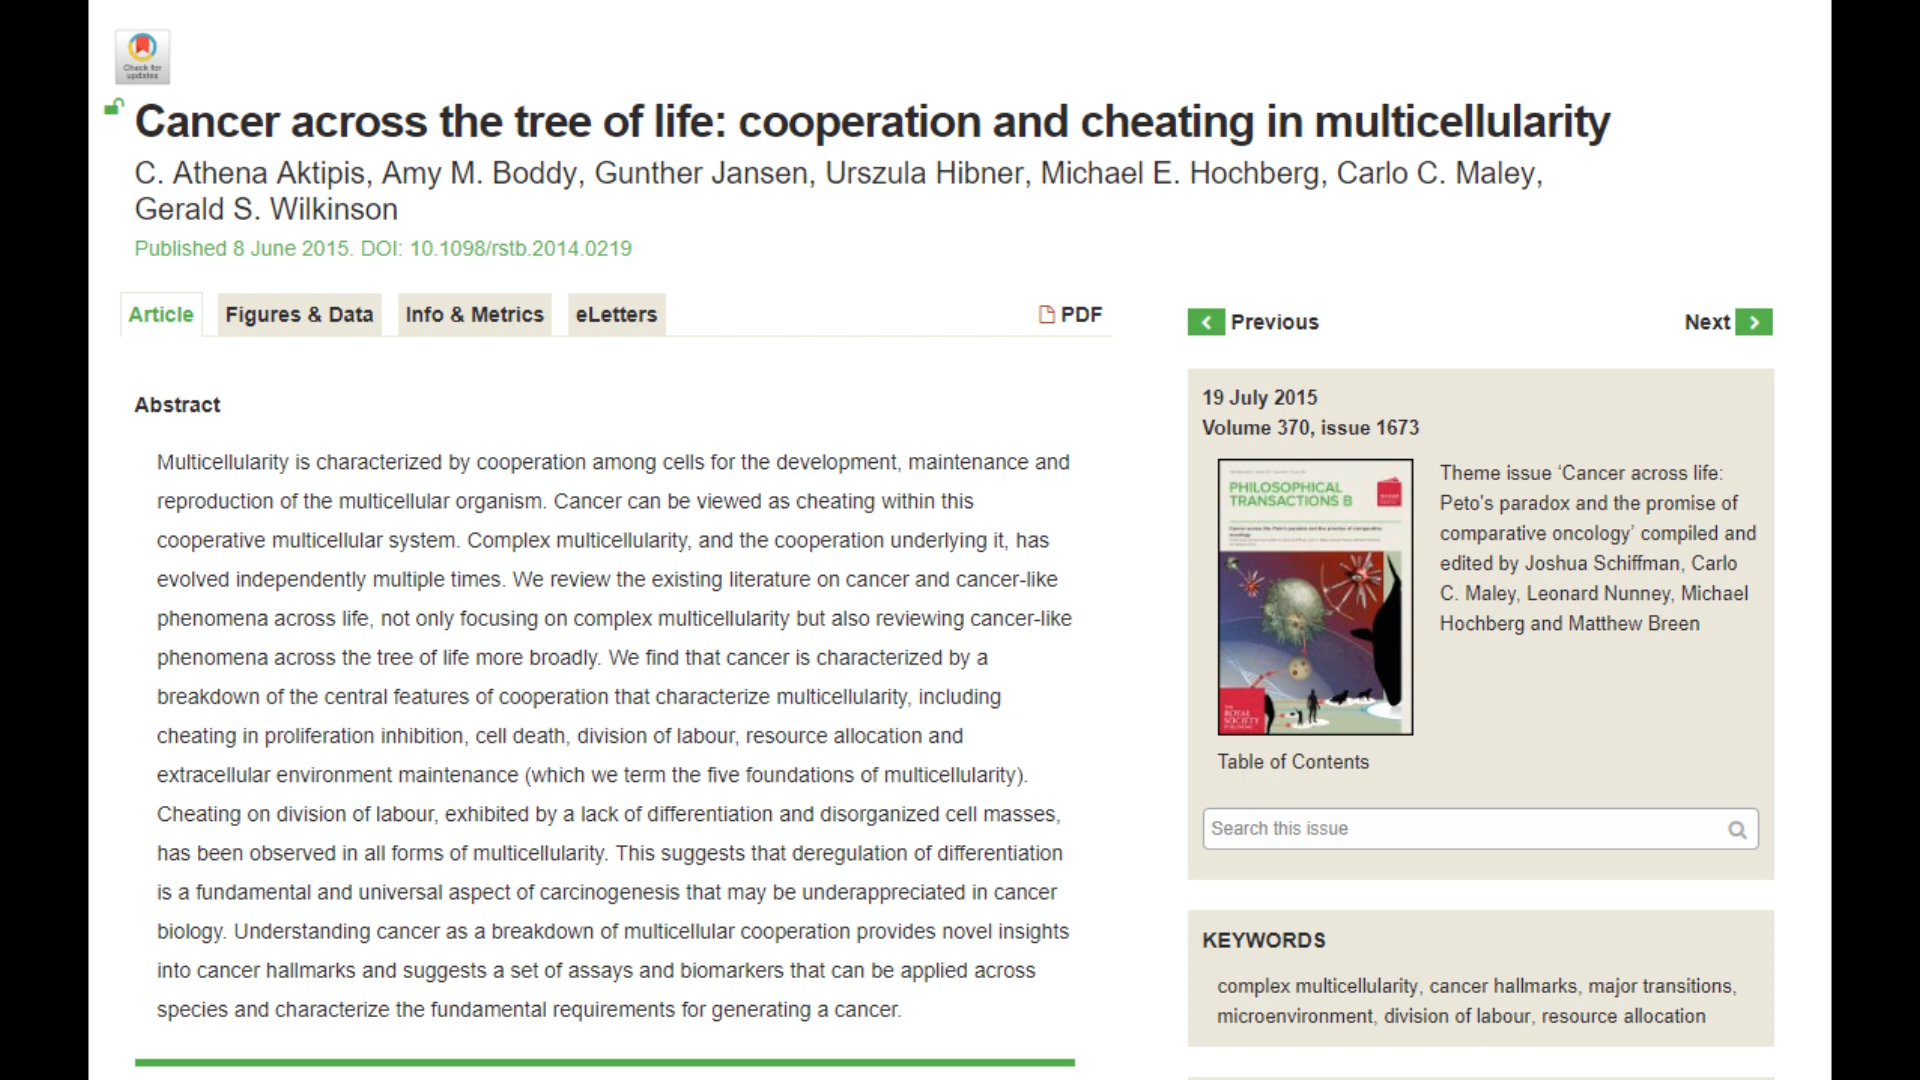 Check for
updates
Cancer across the tree of life: cooperation and cheating in multicellularity
C. Athena Aktipis, Amy M. Boddy, Gunther Jansen, Urszula Hibner, Michael E. Hochberg, Carlo C. Maley,
Gerald S. Wilkinson
Published 8 June 2015. DOI: 10.1098/rstb.2014.0219
Article
Figures & Data
Info & Metrics
eLetters
PDF
Abstract
Multicellularity is characterized by cooperation among cells for the development, maintenance and
reproduction of the multicellular organism. Cancer can be viewed as cheating within this
cooperative multicellular system. Complex multicellularity, and the cooperation underlying it, has
evolved independently multiple times. We review the existing literature on cancer and cancer-like
phenomena across life, not only focusing on complex multicellularity but also reviewing cancer-like
phenomena across the tree of life more broadly. We find that cancer is characterized by a
breakdown of the central features of cooperation that characterize multicellularity, including
cheating in proliferation inhibition, cell death, division of labour, resource allocation and
extracellular environment maintenance (which we term the five foundations of multicellularity).
Cheating on division of labour, exhibited by a lack of differentiation and disorganized cell masses,
has been observed in all forms of multicellularity. This suggests that deregulation of differentiation
is a fundamental and universal aspect of carcinogenesis that may be underappreciated in cancer
biology. Understanding cancer as a breakdown of multicellular cooperation provides novel insights
into cancer hallmarks and suggests a set of assays and biomarkers that can be applied across
species and characterize the fundamental requirements for generating a cancer.
Previous
Next
19 July 2015
Volume 370, issue 1673
PHILOSOPHICAL
TRANSACTIONS B
THE
ROYAL
SOCIETY
Theme issue ‘Cancer across life:
Peto's paradox and the promise of
comparative oncology’ compiled and
edited by Joshua Schiffman, Carlo
C. Maley, Leonard Nunney, Michael
Hochberg and Matthew Breen
Table of Contents
Search this issue
KEYWORDS
complex multicellularity, cancer hallmarks, major transitions,
microenvironment, division of labour, resource allocation